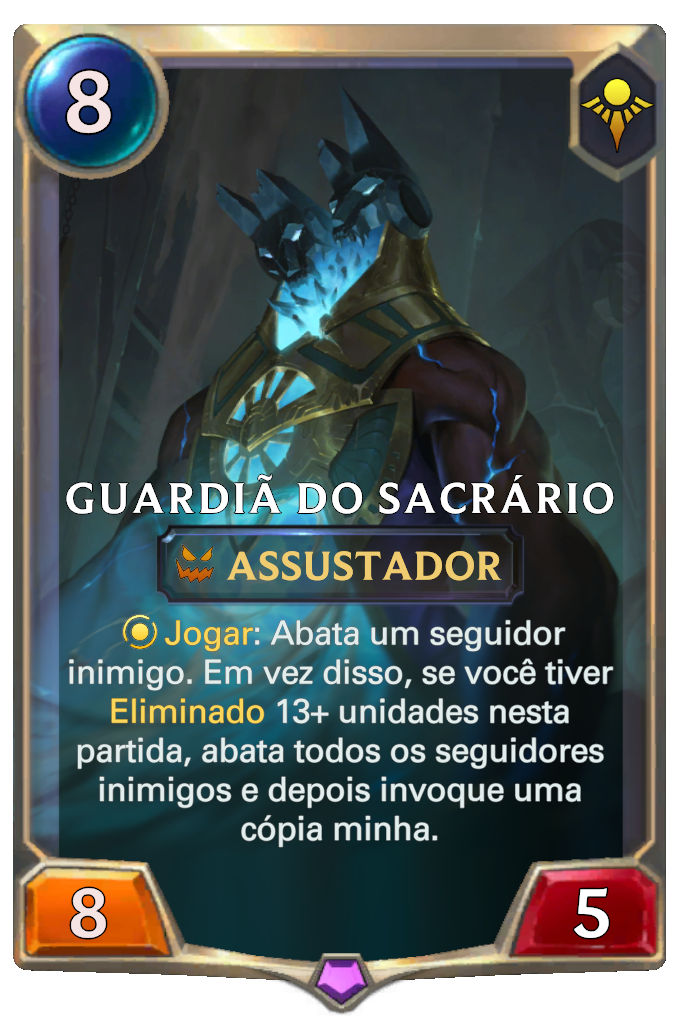 8
GUARDIÃ DO SACRÁRIO
ASSUSTADOR
Jogar: Abata um seguidor
inimigo. Em vez disso, se você tiver
Eliminado 13+ unidades nesta
partida, abata todos os seguidores
inimigos e depois invoque uma
cópia minha.
8
5